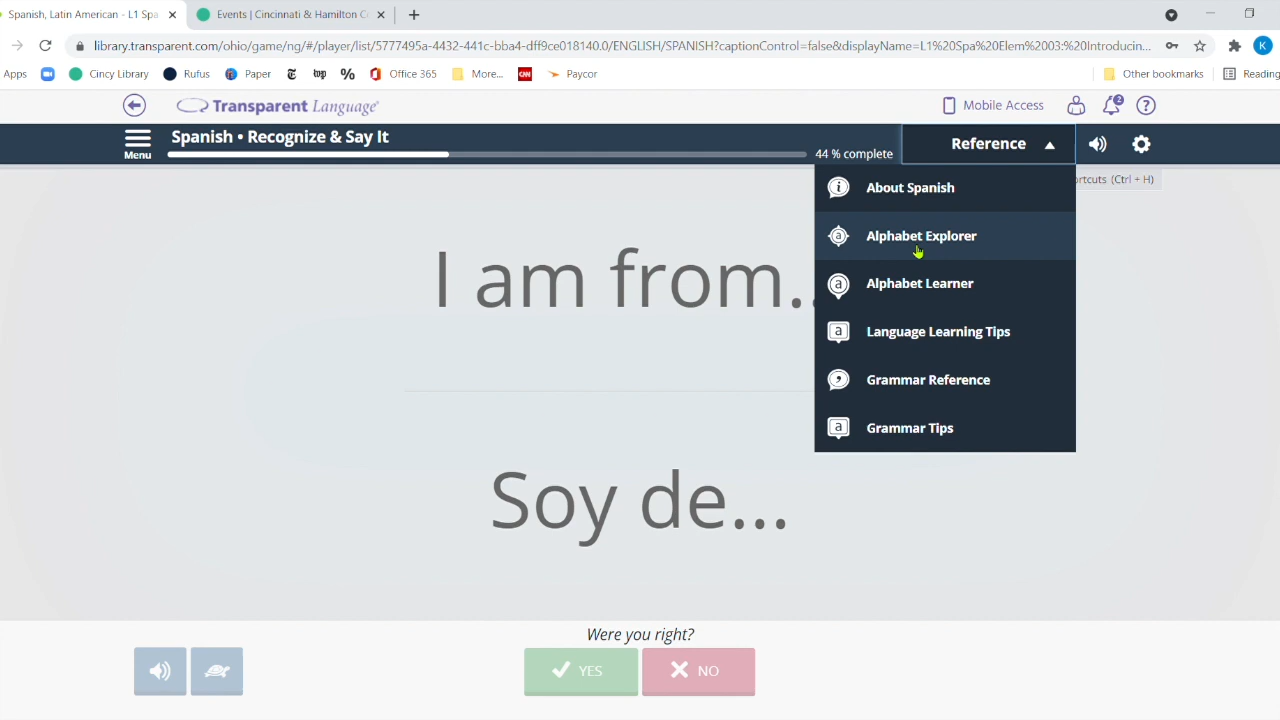 Spanish, Latin American - L1 Spa
Events | Cincinnati & Hamilton C
library.transparent.com/ohio/game/ng/#/player/list/5777495a-4432-441c-bba4-dff9ce018140.0/ENGLISH/SPANISH?captionControl=false&displayName=L1%20Spa%20Elem%2003:%20Introducin...
K
Apps Cincy Library Rufus Paper Office 365 More... CNN Paycor Other bookmarks Reading
Transparent Language Mobile Access 2
Menu Spanish • Recognize & Say It 44 % complete Reference
(Ctrl + H)
About Spanish
Alphabet Explorer
Alphabet Learner
Language Learning Tips
Grammar Reference
Grammar Tips
I am from..
Soy de...
Were you right?
YES NO